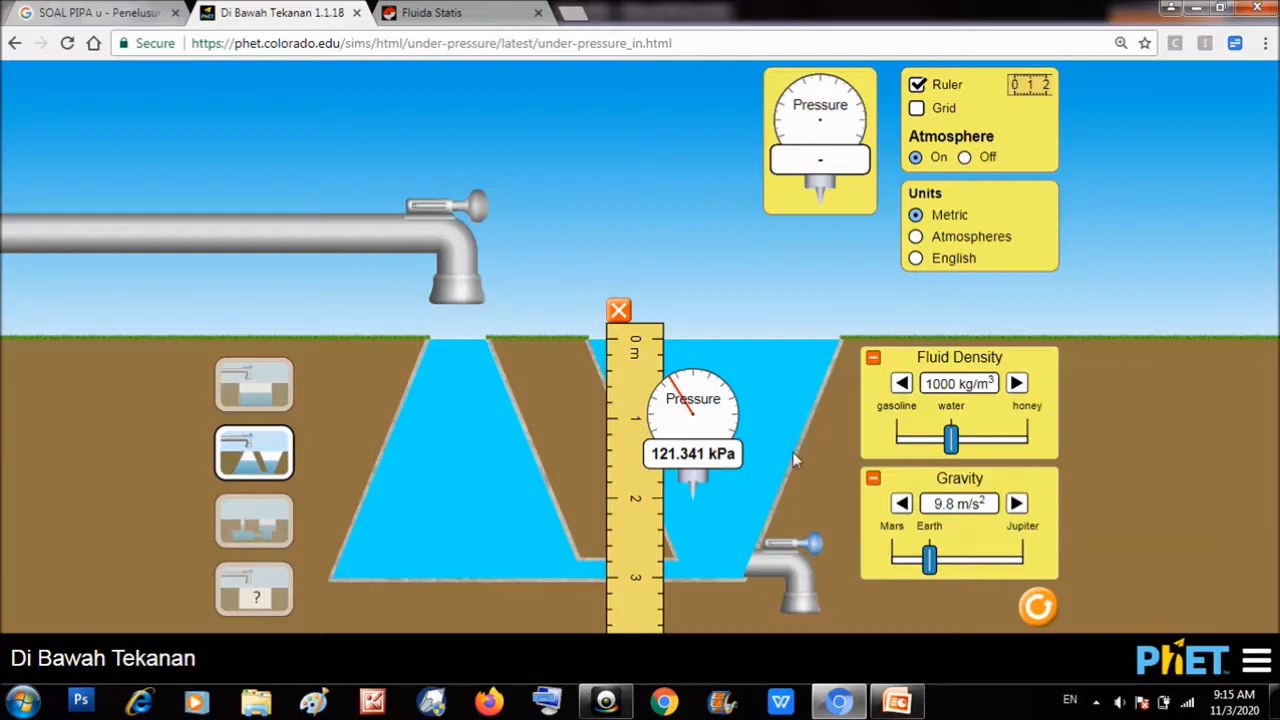 SOAL PIPA u - Penelusur
Di Bawah Tekanan 1.1.18
Fluida Statis
Secure
https://phet.colorado.edu/sims/html/under-pressure/latest/under-pressure_in.html
Pressure
-
Ruler
0 1 2
Grid
Atmosphere
On Off
Units
Metric
Atmospheres
English
0 m
1
2
3
Pressure
121.341 kPa
Fluid Density
1000 kg/m³
gasoline water honey
Gravity
9.8 m/s²
Mars Earth Jupiter
?
Di Bawah Tekanan
PhET
Ps
W
EN
9:15 AM
11/3/2020